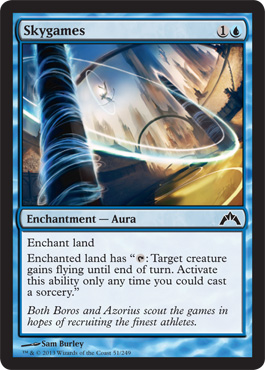 Skygames 1
Enchantment — Aura
Enchant land
Enchanted land has “: Target creature
gains flying until end of turn. Activate
this ability only any time you could cast
a sorcery.”
Both Boros and Azorius scout the games in
hopes of recruiting the finest athletes.
Sam Burley
™ & © 2013 Wizards of the Coast 51/249